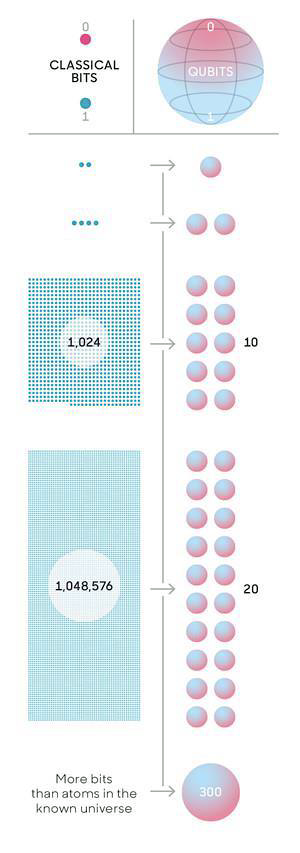 0
CLASSICAL
BITS
1
0
QUBITS
1
1,024
10
1,048,576
20
More bits
than atoms in the
known universe
300